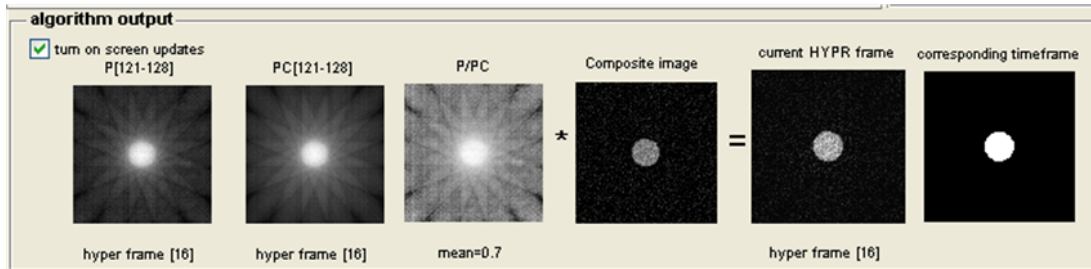 algorithm output
turn on screen updates
P[121-128]
PC[121-128]
P/PC
Composite image
current HYPR frame
corresponding timeframe
*
=
hyper frame [16]
hyper frame [16]
mean=0.7
hyper frame [16]